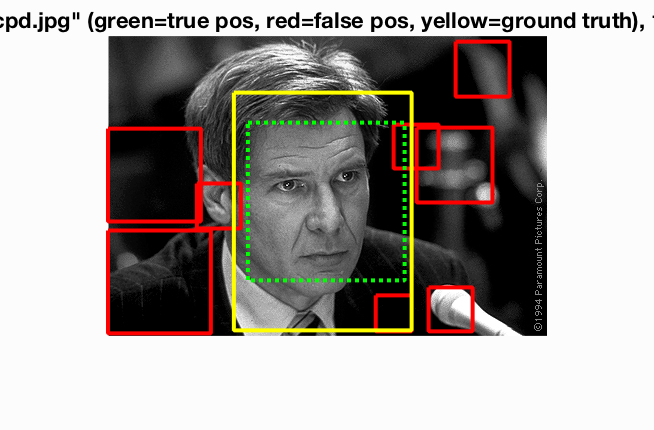 cpd.jpg" (green=true pos, red=false pos, yellow=ground truth),
©1994 Paramount Pictures Corp.